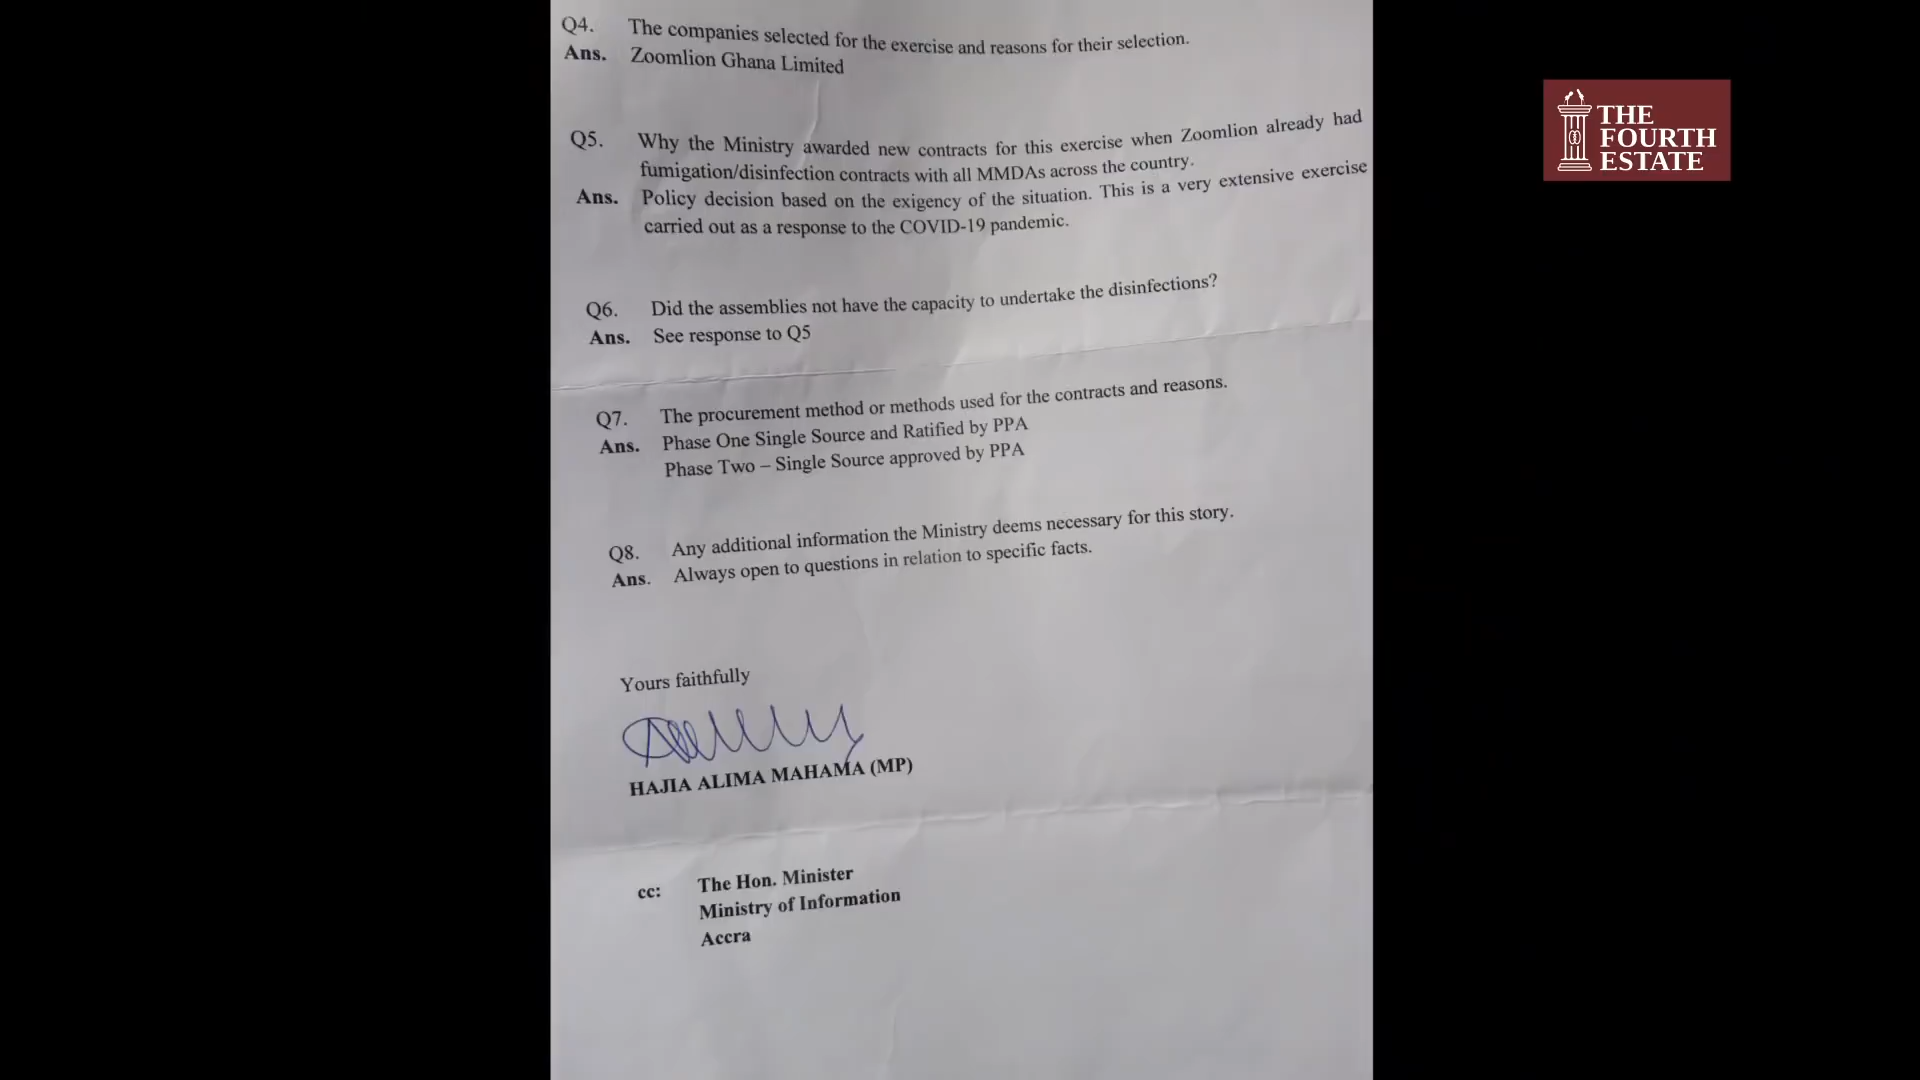 Q4. The companies selected for the exercise and reasons for their selection.
Ans. Zoomlion Ghana Limited
Q5. Why the Ministry awarded new contracts for this exercise when Zoomlion already had
fumigation/disinfection contracts with all MMDAs across the country.
Ans. Policy decision based on the exigency of the situation. This is a very extensive exercise
carried out as a response to the COVID-19 pandemic.
Q6. Did the assemblies not have the capacity to undertake the disinfections?
Ans. See response to Q5
Q7. The procurement method or methods used for the contracts and reasons.
Ans. Phase One Single Source and Ratified by PPA
Phase Two – Single Source approved by PPA
Q8. Any additional information the Ministry deems necessary for this story.
Ans. Always open to questions in relation to specific facts.
Yours faithfully
HAJIA ALIMA MAHAMA (MP)
cc: The Hon. Minister
Ministry of Information
Accra
THE
FOURTH
ESTATE